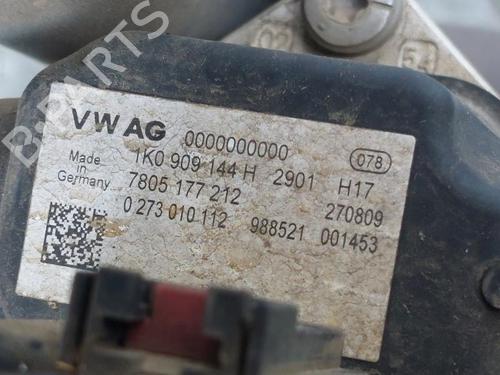 B-PARTS
VW AG 0000000000 078
Made in Germany
1K0 909 144 H 2901 H17
7805 177 212 270809
0 273 010 112 988521 001453